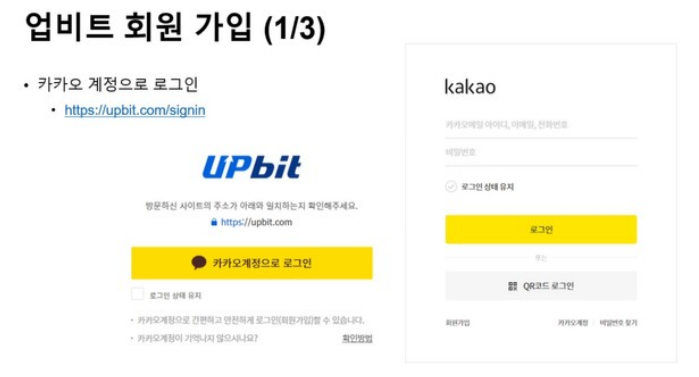 업비트 회원 가입 (1/3)
• 카카오 계정으로 로그인
• https://upbit.com/signin
UPbit
방문하신 사이트의 주소가 아래와 일치하는지 확인해주세요.
https://upbit.com
카카오계정으로 로그인
로그인 상태 유지
• 카카오계정으로 간편하고 안전하게 로그인(회원가입)할 수 있습니다.
• 카카오계정이 기억나지 않으시나요?
확인방법
kakao
카카오메일 아이디, 이메일, 전화번호
비밀번호
로그인 상태 유지
로그인
또는
QR코드 로그인
회원가입
카카오계정
비밀번호 찾기